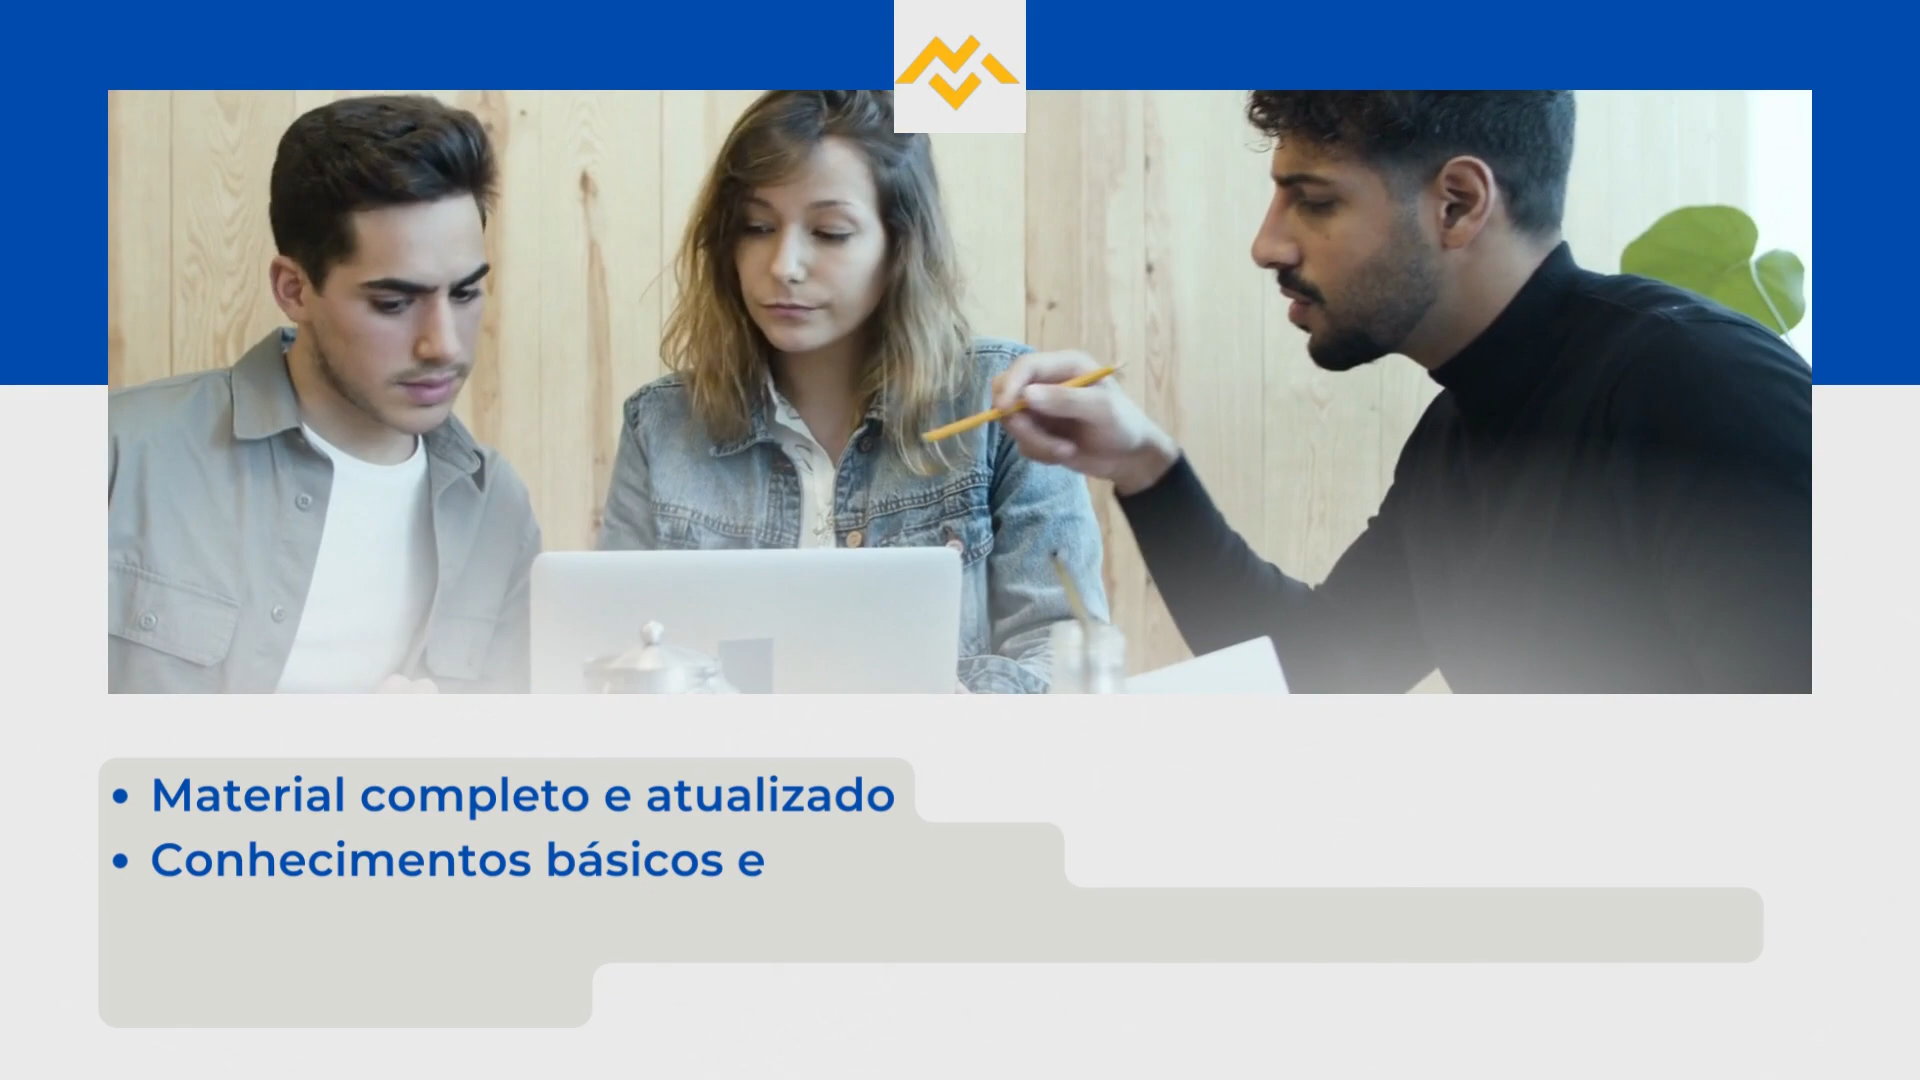 • Material completo e atualizado
• Conhecimentos básicos e